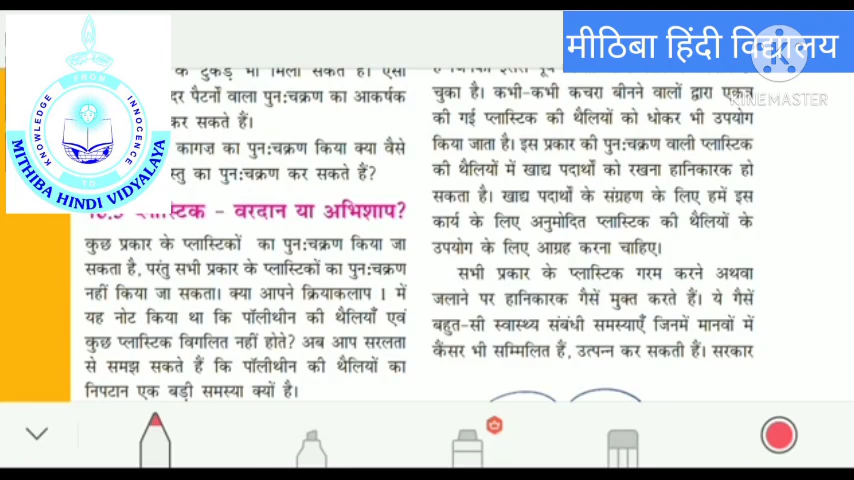 मीठिबा हिंदी विद्यालय
KINEMASTER
FROM
KNOWLEDGE
INNOCENCE
TO
MITHIBA HINDI VIDYALAYA
के टुकड़े भी मिला सकते हैं। ऐसा
दर पैटर्नों वाला पुन:चक्रण का आकर्षक
कर सकते हैं।
कागज़ का पुन:चक्रण किया क्या वैसे
स्तु का पुन:चक्रण कर सकते हैं?
प्लास्टिक – वरदान या अभिशाप?
कुछ प्रकार के प्लास्टिकों का पुन:चक्रण किया जा
सकता है, परंतु सभी प्रकार के प्लास्टिकों का पुन:चक्रण
नहीं किया जा सकता। क्या आपने क्रियाकलाप 1 में
यह नोट किया था कि पॉलीथीन की थैलियाँ एवं
कुछ प्लास्टिक विगलित नहीं होते? अब आप सरलता
से समझ सकते हैं कि पॉलीथीन की थैलियों का
निपटान एक बड़ी समस्या क्यों है।
चुका है। कभी-कभी कचरा बीनने वालों द्वारा एकत्र
की गई प्लास्टिक की थैलियों को धोकर भी उपयोग
किया जाता है। इस प्रकार की पुन:चक्रण वाली प्लास्टिक
की थैलियों में खाद्य पदार्थों को रखना हानिकारक हो
सकता है। खाद्य पदार्थों के संग्रहण के लिए हमें इस
कार्य के लिए अनुमोदित प्लास्टिक की थैलियों के
उपयोग के लिए आग्रह करना चाहिए।
सभी प्रकार के प्लास्टिक गरम करने अथवा
जलाने पर हानिकारक गैसें मुक्त करते हैं। ये गैसें
बहुत-सी स्वास्थ्य संबंधी समस्याएँ जिनमें मानवों में
कैंसर भी सम्मिलित हैं, उत्पन्न कर सकती हैं। सरकार